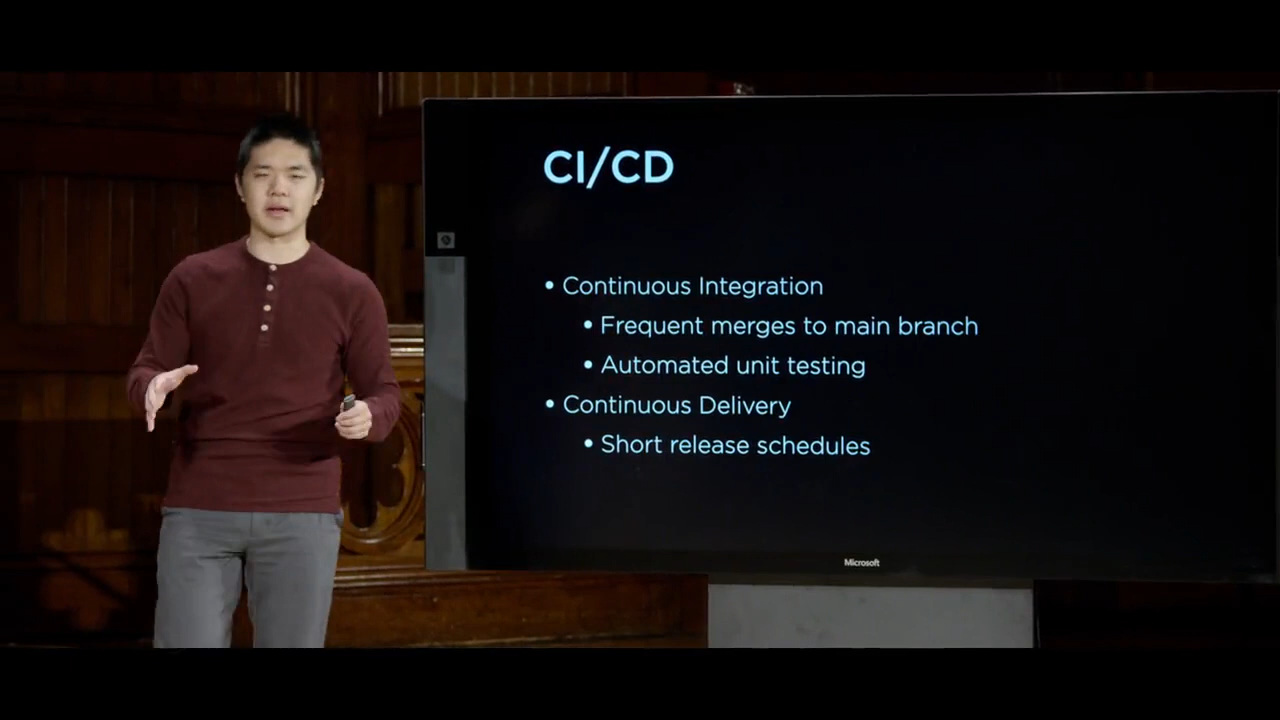 CI/CD
• Continuous Integration
• Frequent merges to main branch
• Automated unit testing
• Continuous Delivery
• Short release schedules
Microsoft